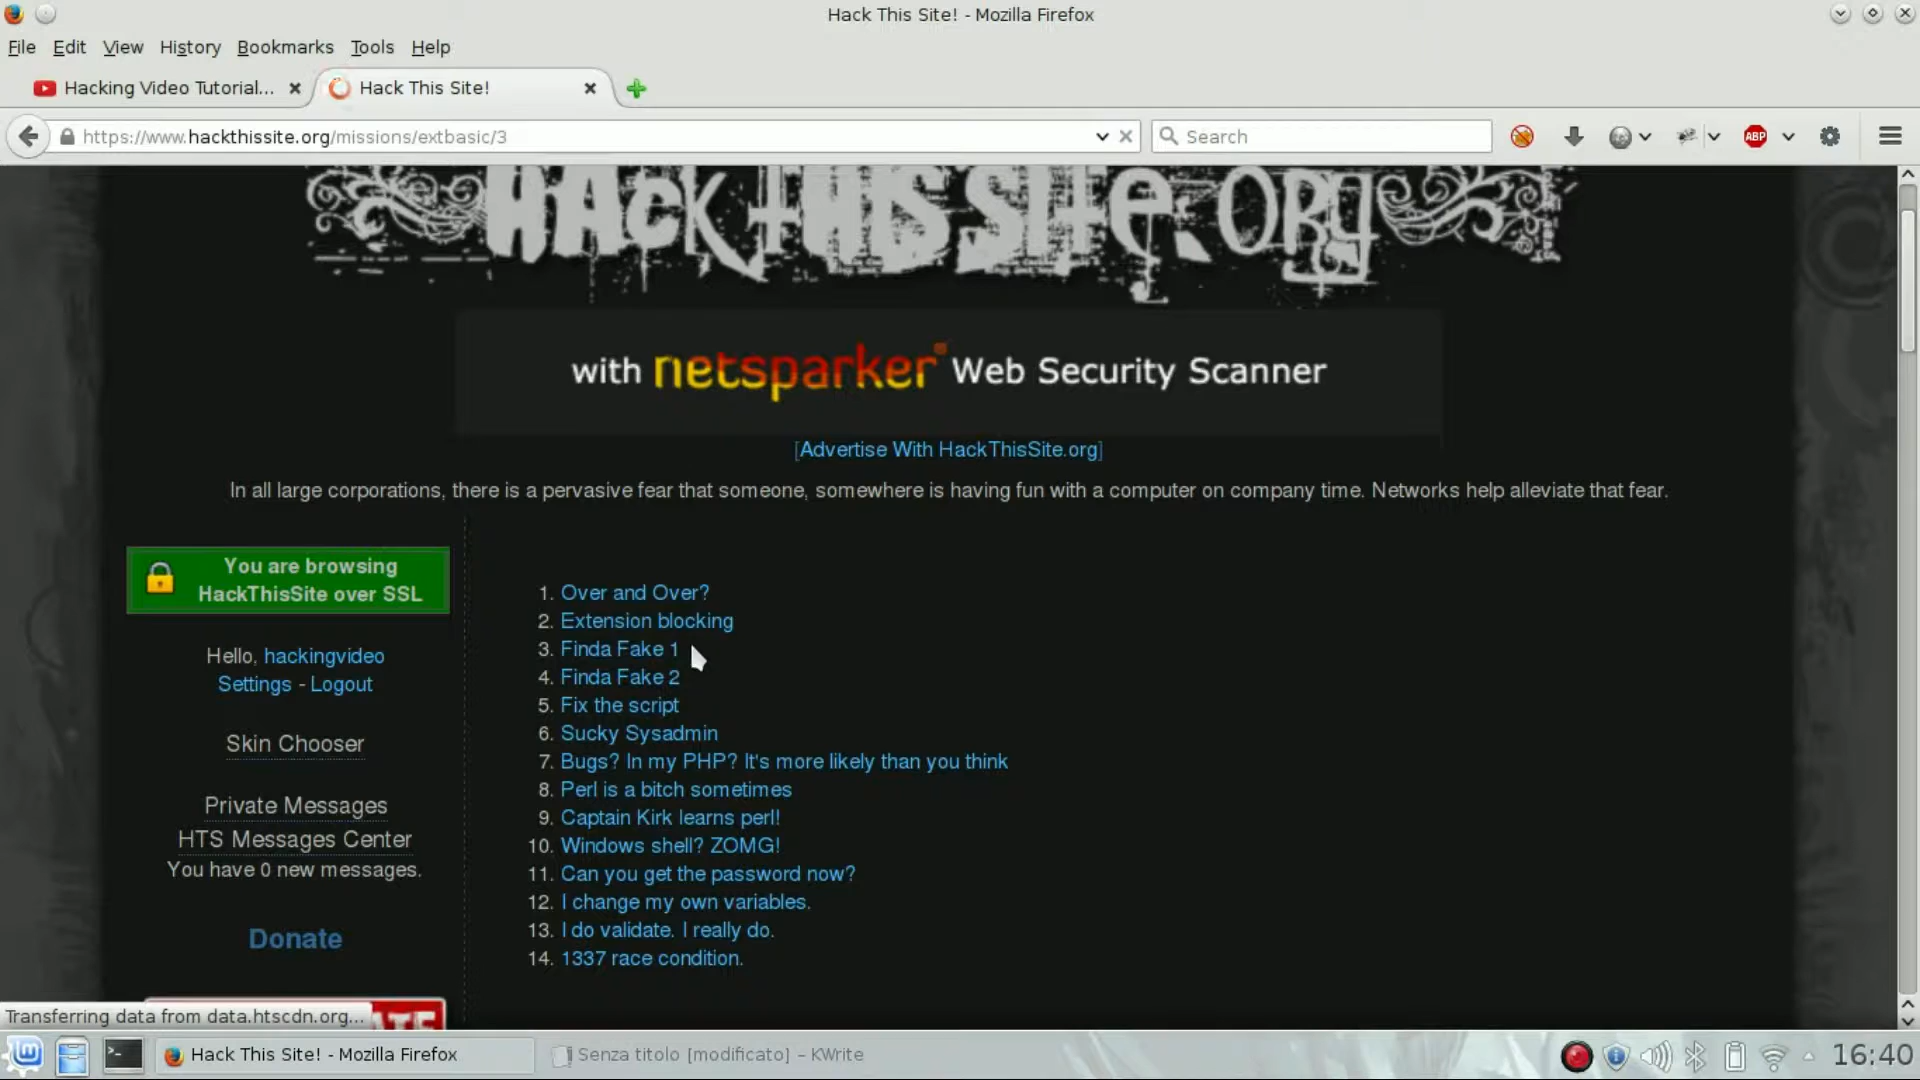 Hack This Site! - Mozilla Firefox
File Edit View History Bookmarks Tools Help
Hacking Video Tutorial... Hack This Site!
https://www.hackthissite.org/missions/extbasic/3 Search ABP
HACK THIS SITE.ORG
with netsparker Web Security Scanner
[Advertise With HackThisSite.org]
In all large corporations, there is a pervasive fear that someone, somewhere is having fun with a computer on company time. Networks help alleviate that fear.
You are browsing
HackThisSite over SSL
Hello, hackingvideo
Settings - Logout
Skin Chooser
Private Messages
HTS Messages Center
You have 0 new messages.
Donate
1. Over and Over?
2. Extension blocking
3. Finda Fake 1
4. Finda Fake 2
5. Fix the script
6. Sucky Sysadmin
7. Bugs? In my PHP? It's more likely than you think
8. Perl is a bitch sometimes
9. Captain Kirk learns perl!
10. Windows shell? ZOMG!
11. Can you get the password now?
12. I change my own variables.
13. I do validate. I really do.
14. 1337 race condition.
Transferring data from data.htscdn.org...
Hack This Site! - Mozilla Firefox Senza titolo [modificato] – KWrite 16:40